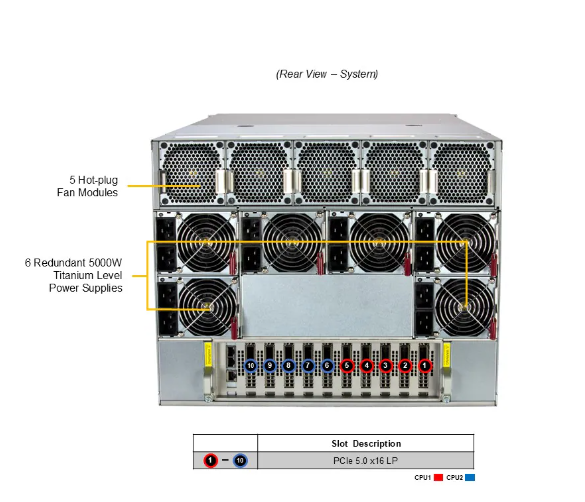 (Rear View – System)
5 Hot-plug
Fan Modules
6 Redundant 5000W
Titanium Level
Power Supplies
10 9 8 7 6 5 4 3 2 1
Slot Description
1 – 10 PCIe 5.0 x16 LP
CPU1 CPU2